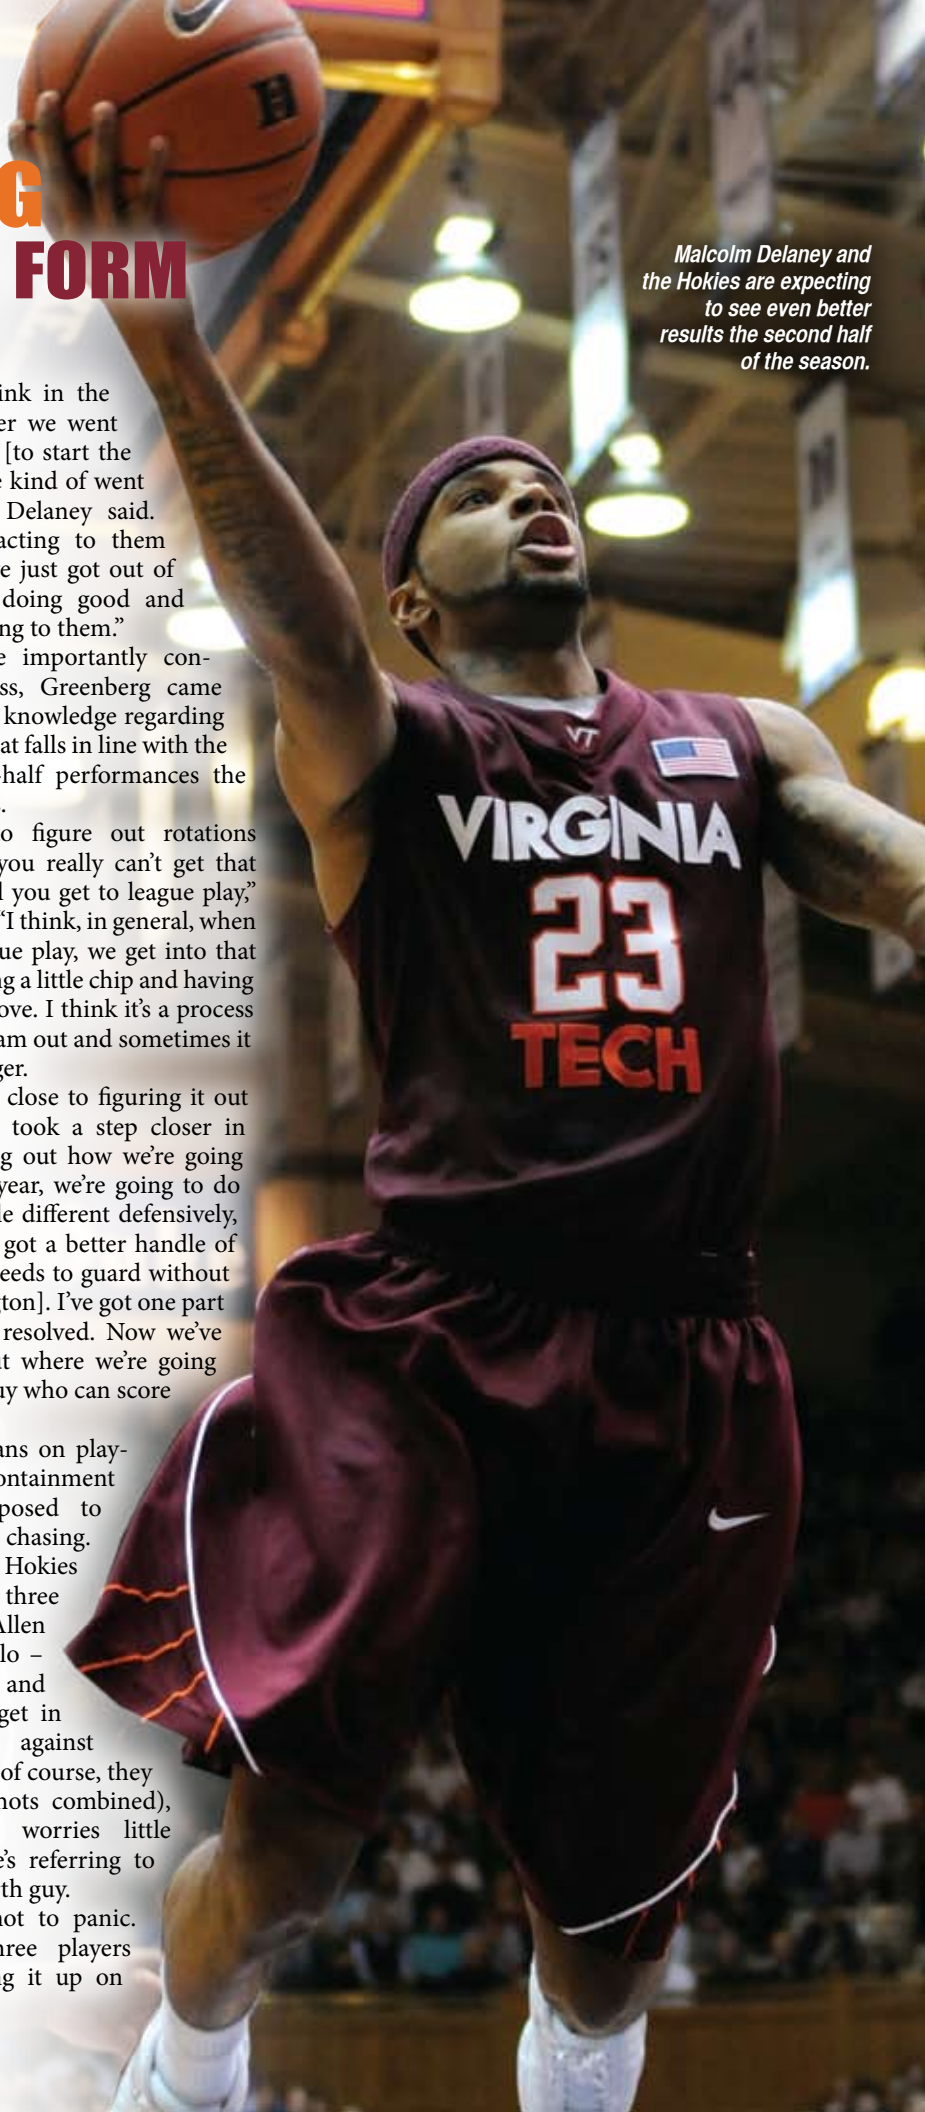 G
FORM
Malcolm Delaney and
the Hokies are expecting
to see even better
results the second half
of the season.
ink in the
er we went
[to start the
e kind of went
Delaney said.
acting to them
e just got out of
doing good and
ng to them.”
e importantly con-
ss, Greenberg came
knowledge regarding
at falls in line with the
-half performances the
.
o figure out rotations
you really can’t get that
l you get to league play,”
“I think, in general, when
ue play, we get into that
ng a little chip and having
ove. I think it’s a process
am out and sometimes it
ger.
close to figuring it out
took a step closer in
g out how we’re going
year, we’re going to do
le different defensively,
got a better handle of
eeds to guard without
gton]. I’ve got one part
resolved. Now we’ve
ut where we’re going
uy who can score
ans on play-
ontainment
posed to
chasing.
Hokies
three
Allen
lo –
and
get in
against
of course, they
hots combined),
worries little
e’s referring to
th guy.
not to panic.
hree players
ng it up on
H
VT
VIRGINIA
23
TECH